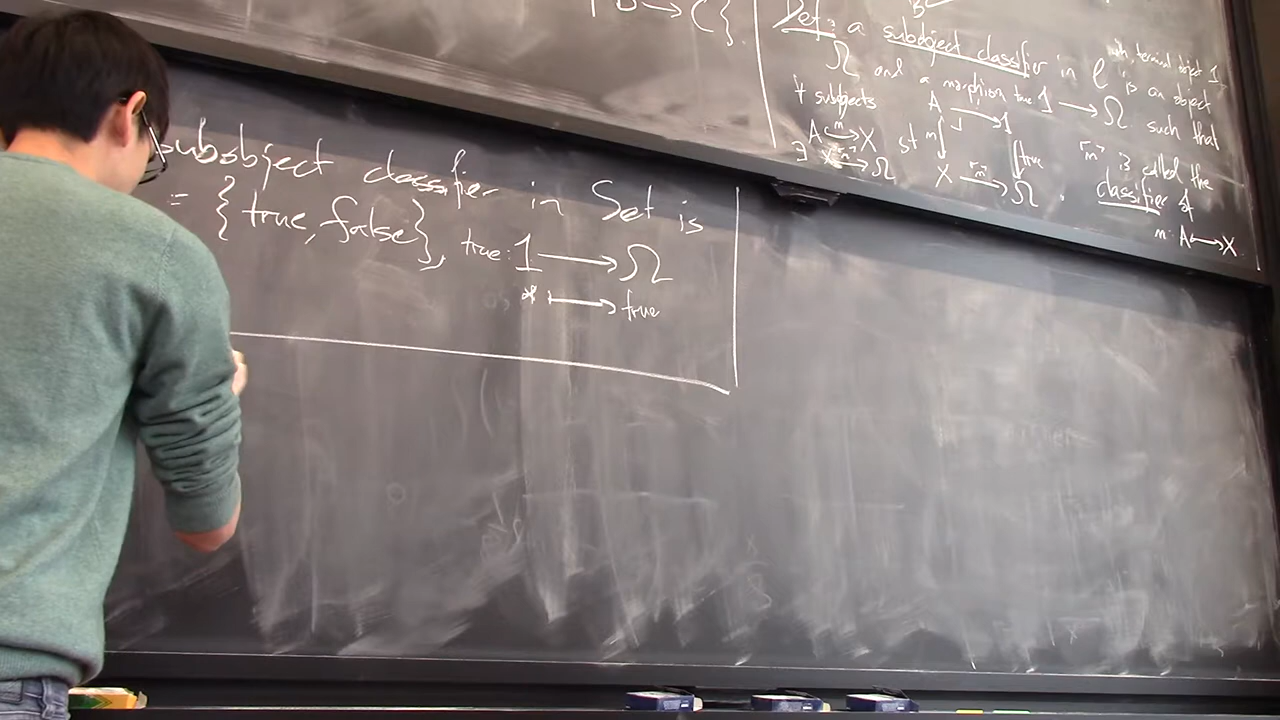 B → C}.
Def: a subobject classifier in C with terminal object 1, is an object
Ω and a morphism true: 1 → Ω such that
∀ subobjects
A m X
∃ X ⌜m⌝ Ω st
A → 1
m true
X ⌜m⌝ Ω .
⌜m⌝ is called the
classifier of
m: A ↪ X
subobject classifier in Set is
= {true, false}, true: 1 → Ω
* ↦ true